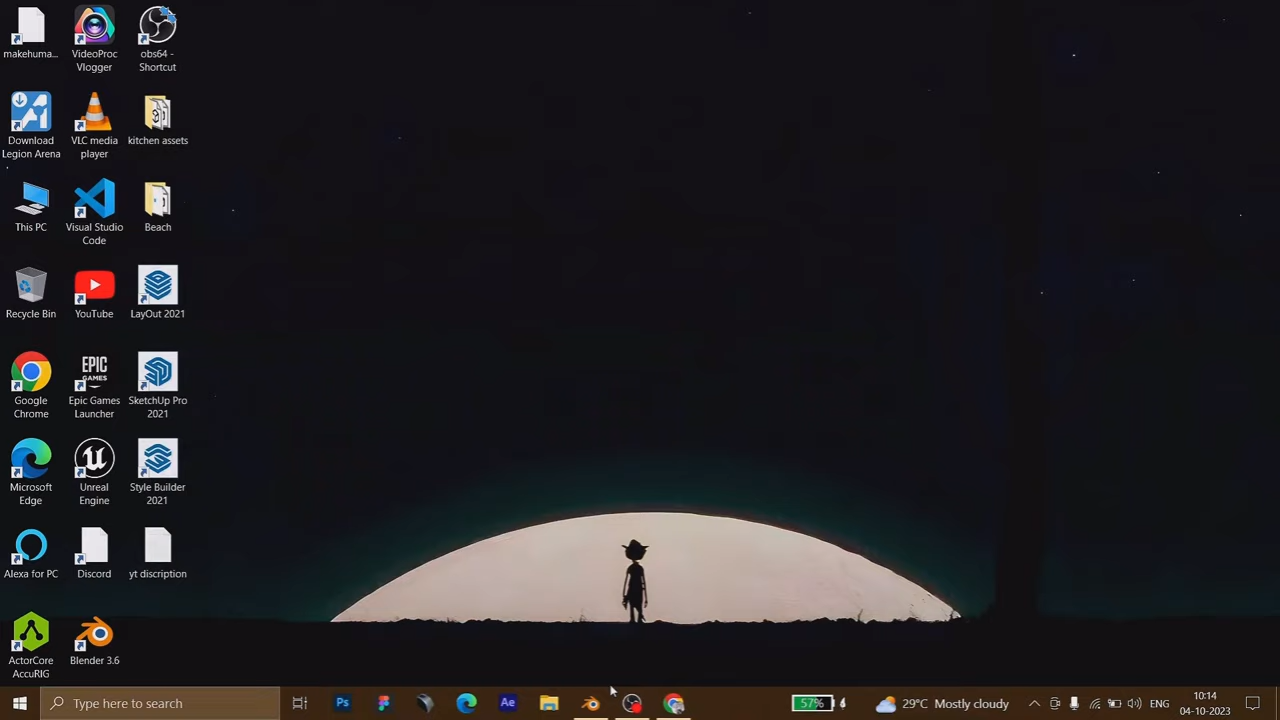 makehuma...
VideoProc
Vlogger
obs64 -
Shortcut
Download
Legion Arena
VLC media
player
kitchen assets
This PC
Visual Studio
Code
Beach
Recycle Bin
YouTube
LayOut 2021
Google
Chrome
EPIC
GAMES
Epic Games
Launcher
SketchUp Pro
2021
Microsoft
Edge
Unreal
Engine
Style Builder
2021
Alexa for PC
Discord
yt discription
ActorCore
AccuRIG
Blender 3.6
Type here to search
Ps
Ae
57%
29°C Mostly cloudy
ENG
10:14
04-10-2023